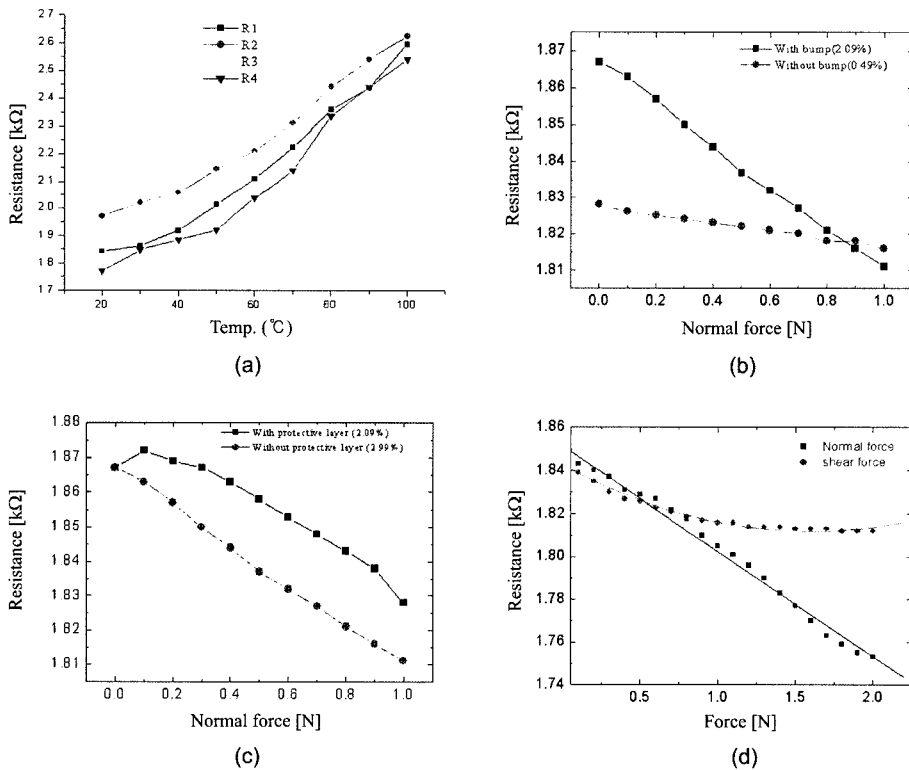 (a)
R1
R2
R3
R4
Resistance [kΩ]
2.8
2.7
2.6
2.5
2.4
2.3
2.2
2.1
2.0
1.9
1.8
1.7
20
40
60
80
100
Temp. (℃)
(a)
(b)
With bump(2.09%)
Without bump(0.49%)
Resistance [kΩ]
1.87
1.86
1.85
1.84
1.83
1.82
1.81
0.0
0.2
0.4
0.6
0.8
1.0
Normal force [N]
(b)
With protective layer (2.09%)
Without protective layer (2.99%)
Resistance [kΩ]
1.88
1.87
1.86
1.85
1.84
1.83
1.82
1.81
0.0
0.2
0.4
0.6
0.8
1.0
Normal force [N]
(c)
Normal force
shear force
Resistance [kΩ]
1.86
1.84
1.82
1.80
1.78
1.76
1.74
0.5
1.0
1.5
2.0
Force [N]
(d)